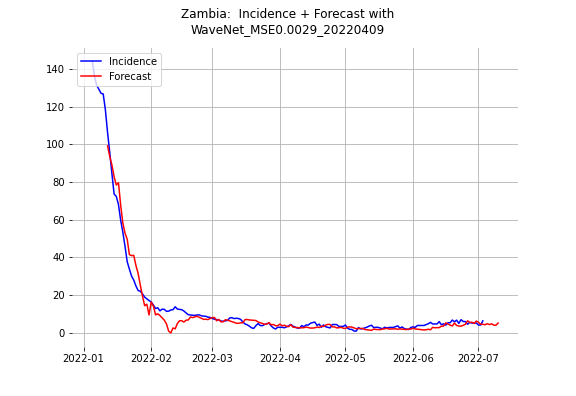 Zambia:  Incidence + Forecast with
WaveNet_MSE0.0029_20220409
Incidence
Forecast
140
120
100
80
60
40
20
0
2022-01 2022-02 2022-03 2022-04 2022-05 2022-06 2022-07